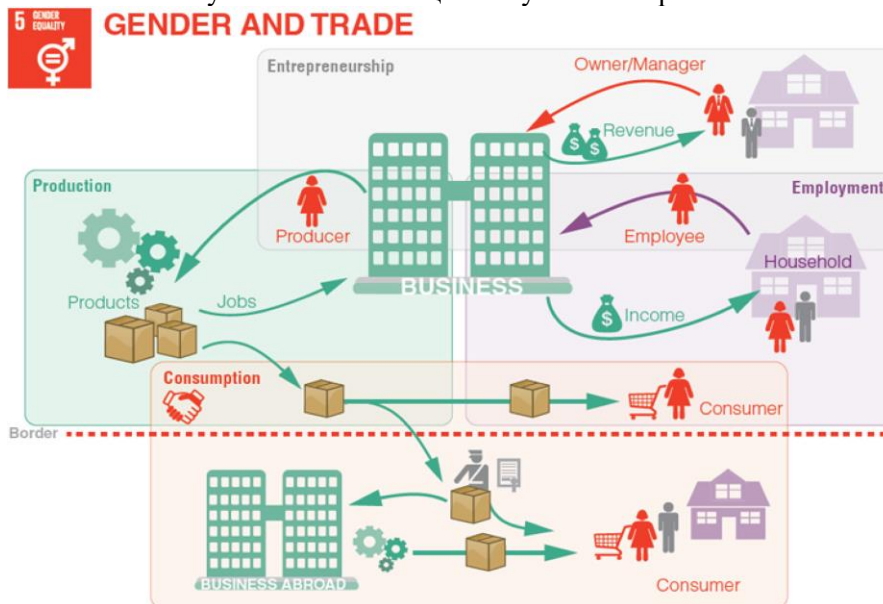 5 GENDER
EQUALITY
GENDER AND TRADE
Entrepreneurship
Owner/Manager
Revenue
Production
Employment
Producer
Employee
Household
Products
Jobs
BUSINESS
Income
Consumption
Consumer
Border
BUSINESS ABROAD
Consumer